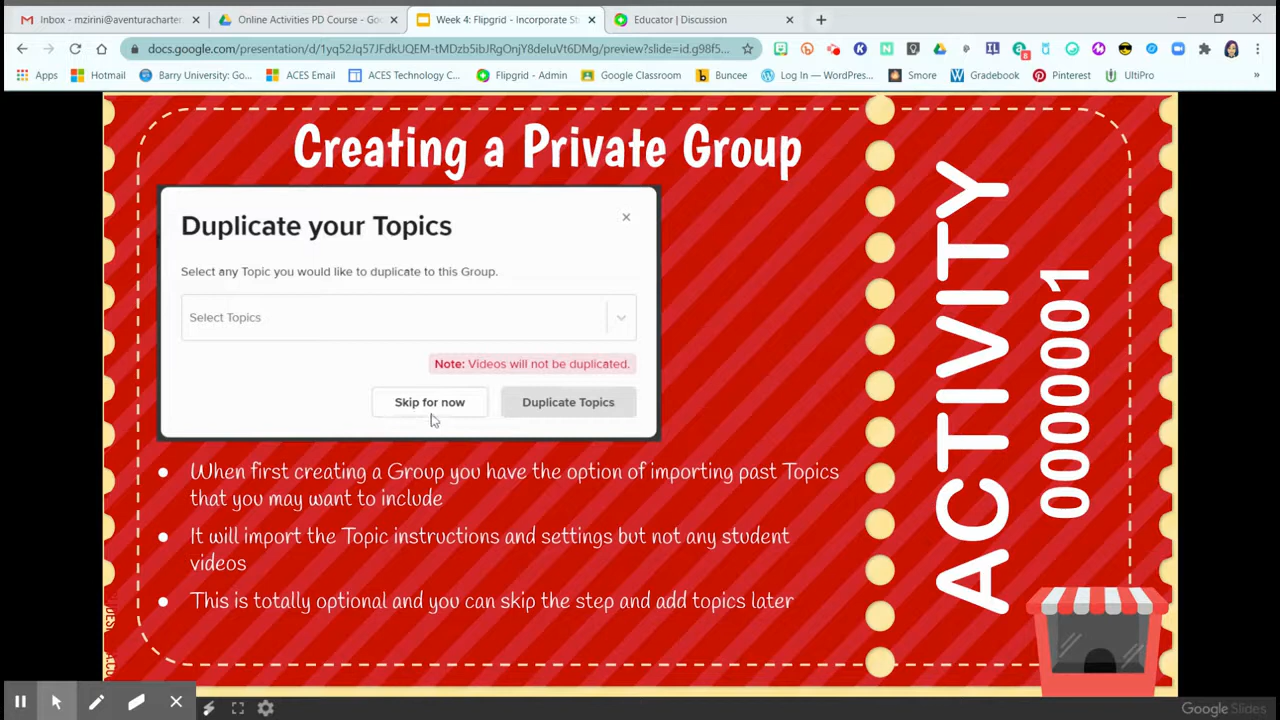 Inbox - mzirini@aventuracharter
Online Activities PD Course - Goo
Week 4: Flipgrid - Incorporate St
Educator | Discussion
docs.google.com/presentation/d/1yq52Jq57JFdkUQEM-tMDzb5ibJRgOnjY8deluVt6DMg/preview?slide=id.g98f5...
Apps
Hotmail
Barry University: Go...
ACES Email
ACES Technology C...
Flipgrid - Admin
Google Classroom
Buncee
Log In — WordPres...
Smore
Gradebook
Pinterest
UltiPro
»
Creating a Private Group
Duplicate your Topics
Select any Topic you would like to duplicate to this Group.
Select Topics
Note: Videos will not be duplicated.
Skip for now
Duplicate Topics
● When first creating a Group you have the option of importing past Topics
that you may want to include
● It will import the Topic instructions and settings but not any student
videos
● This is totally optional and you can skip the step and add topics later
ACTIVITY
0000001
Google Slides